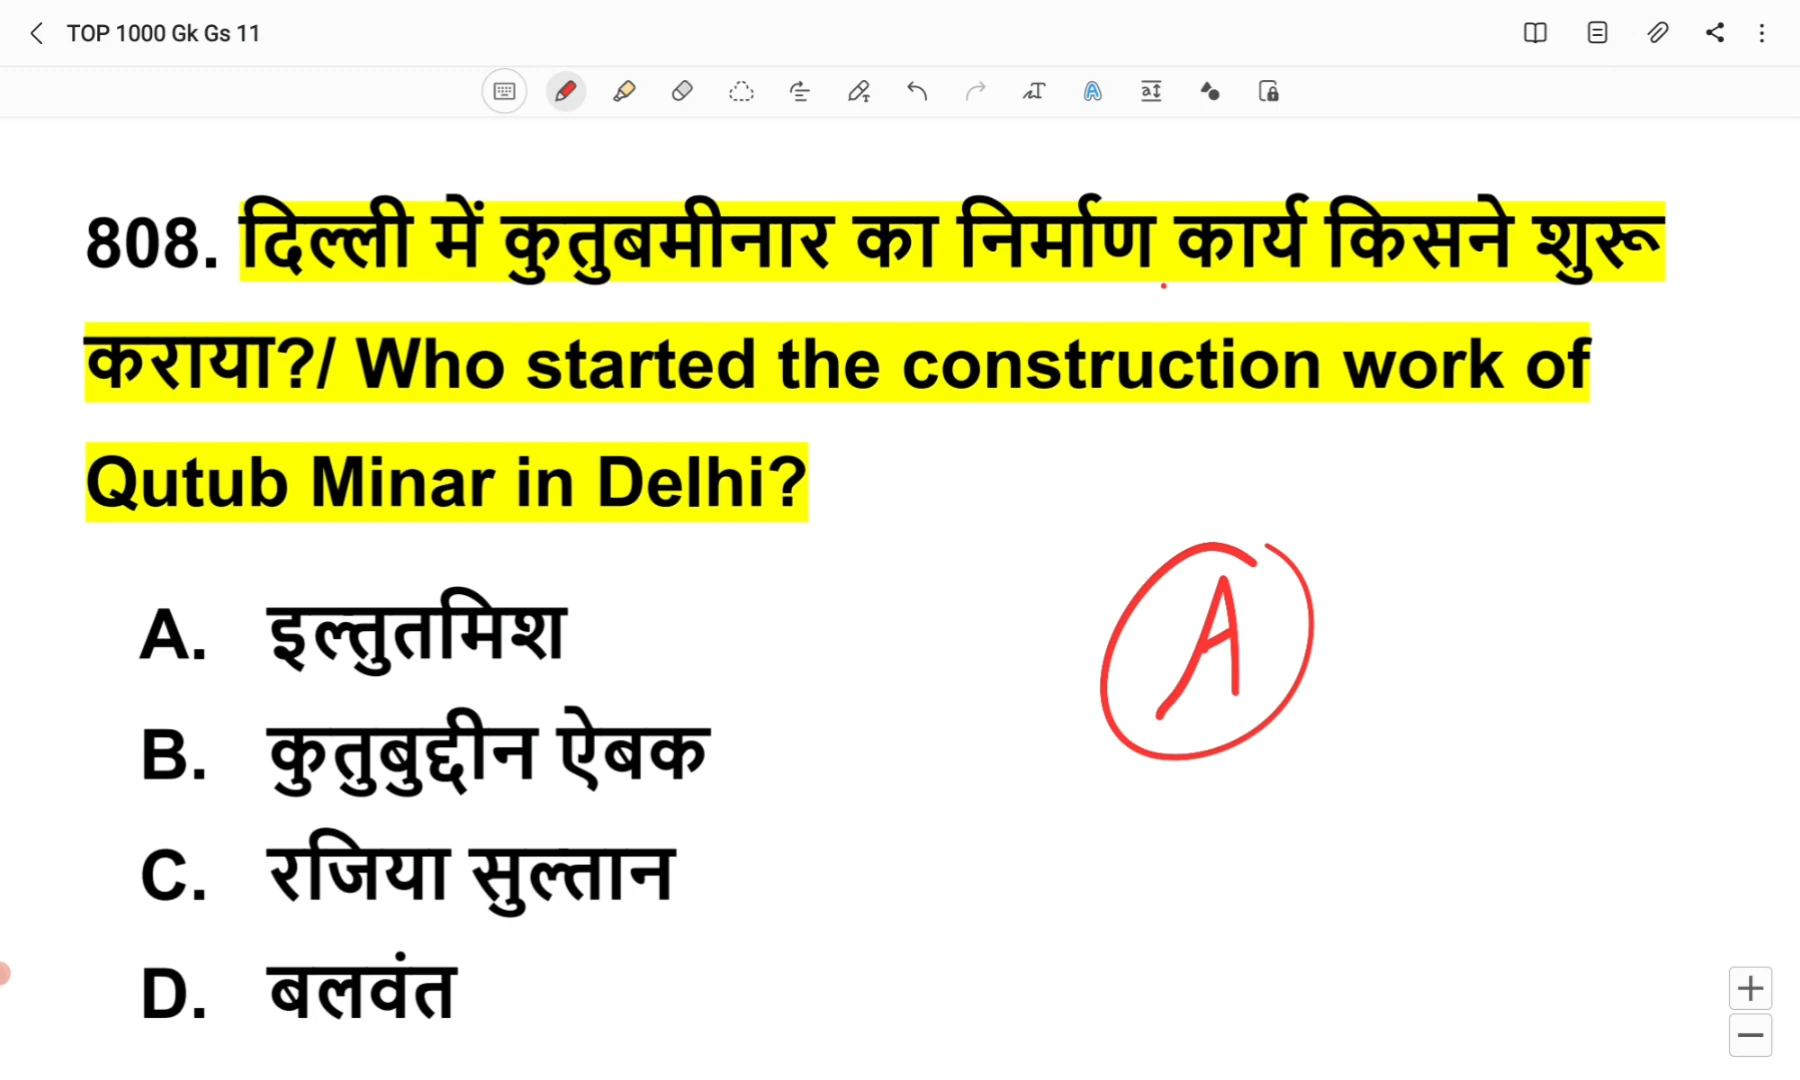 TOP 1000 Gk Gs 11
808. दिल्ली में कुतुबमीनार का निर्माण कार्य किसने शुरू
कराया?/ Who started the construction work of
Qutub Minar in Delhi?
A
A. इल्तुतमिश
B. कुतुबुद्दीन ऐबक
C. रजिया सुल्तान
D. बलवंत